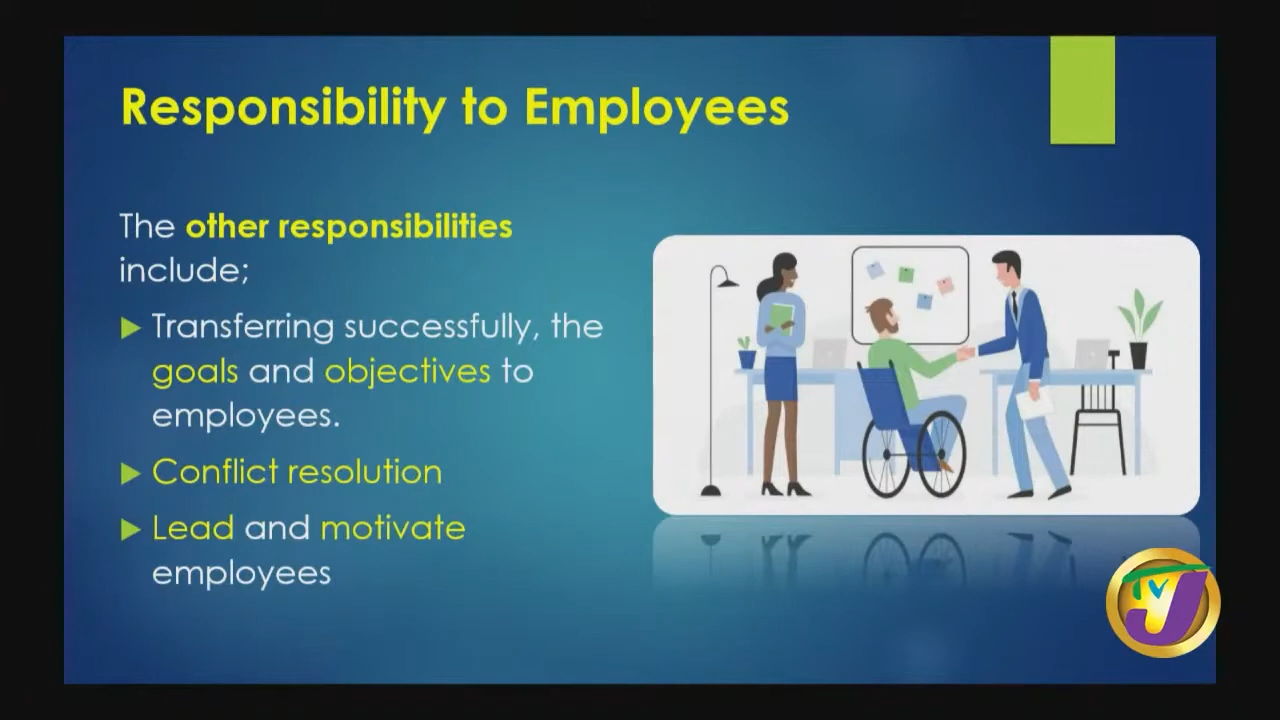 Responsibility to Employees
The other responsibilities
include;
Transferring successfully, the
goals and objectives to
employees.
Conflict resolution
Lead and motivate
employees
TVJ